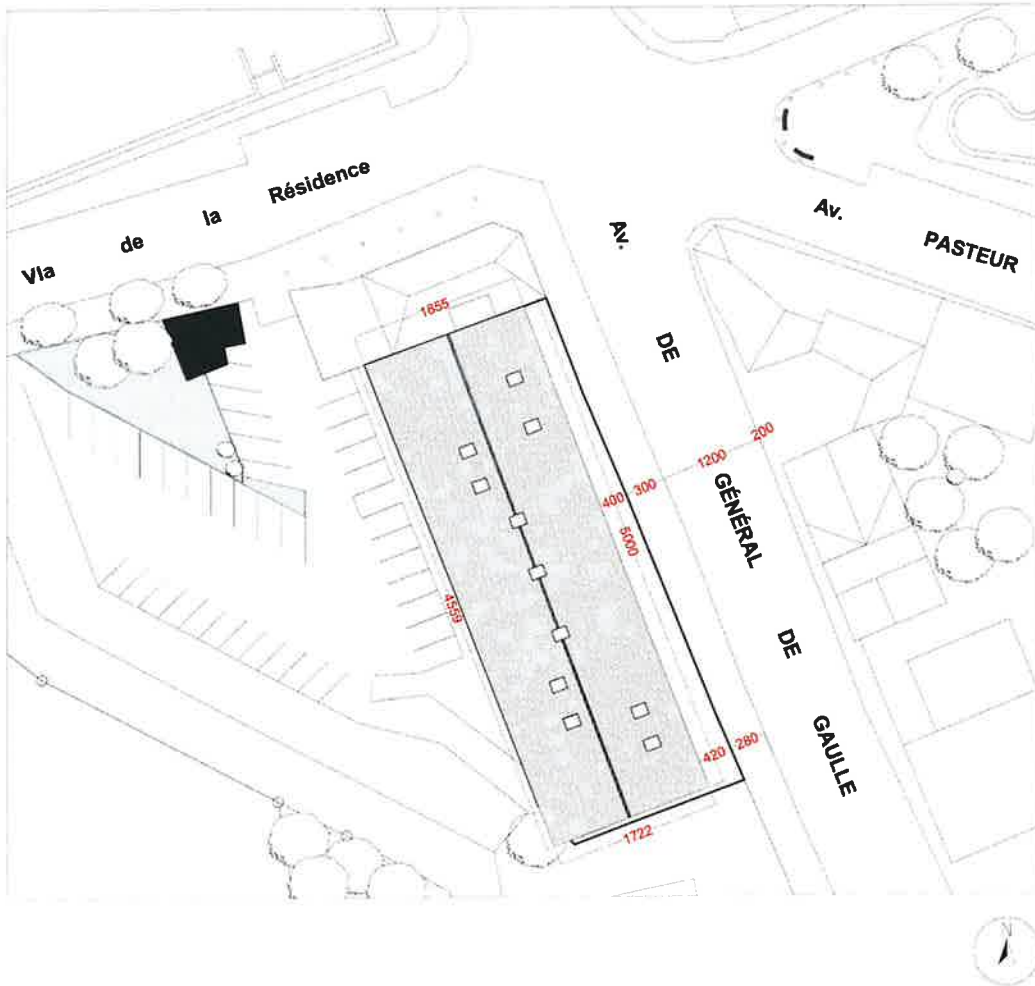 Vla de la Résidence
Av. PASTEUR
Av. DE GÉNÉRAL DE GAULLE
1655
200
1200
300
400
5000
4559
280
420
1722
N